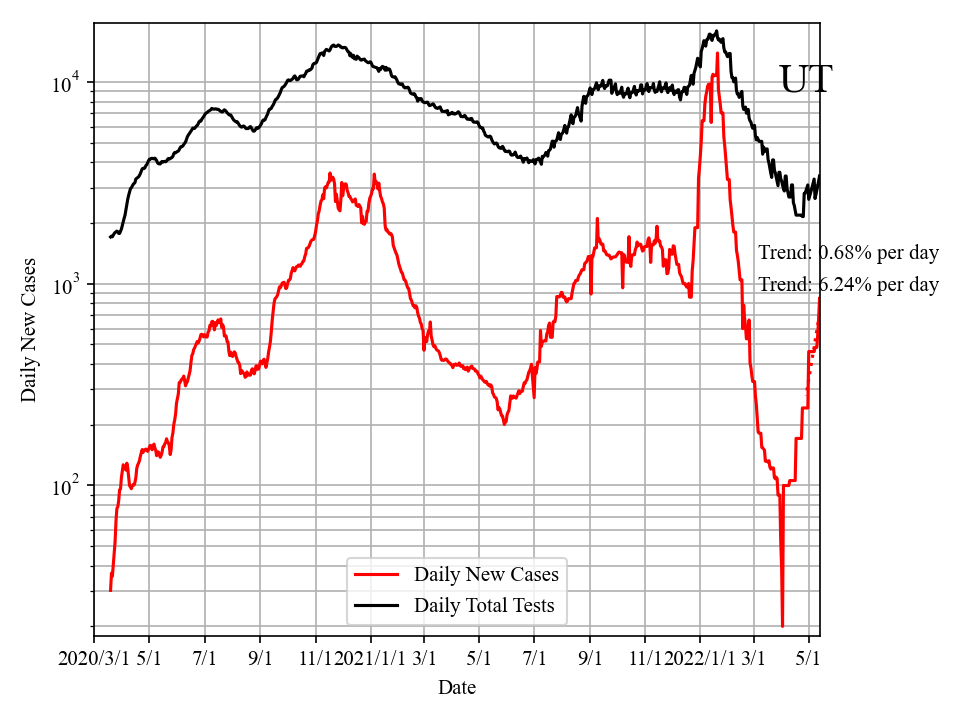 UT
10^4
Trend: 0.68% per day
10^3
Trend: 6.24% per day
Daily New Cases
10^2
Daily New Cases
Daily Total Tests
2020/3/1 5/1 7/1 9/1 11/1 2021/1/1 3/1 5/1 7/1 9/1 11/1 2022/1/1 3/1 5/1
Date